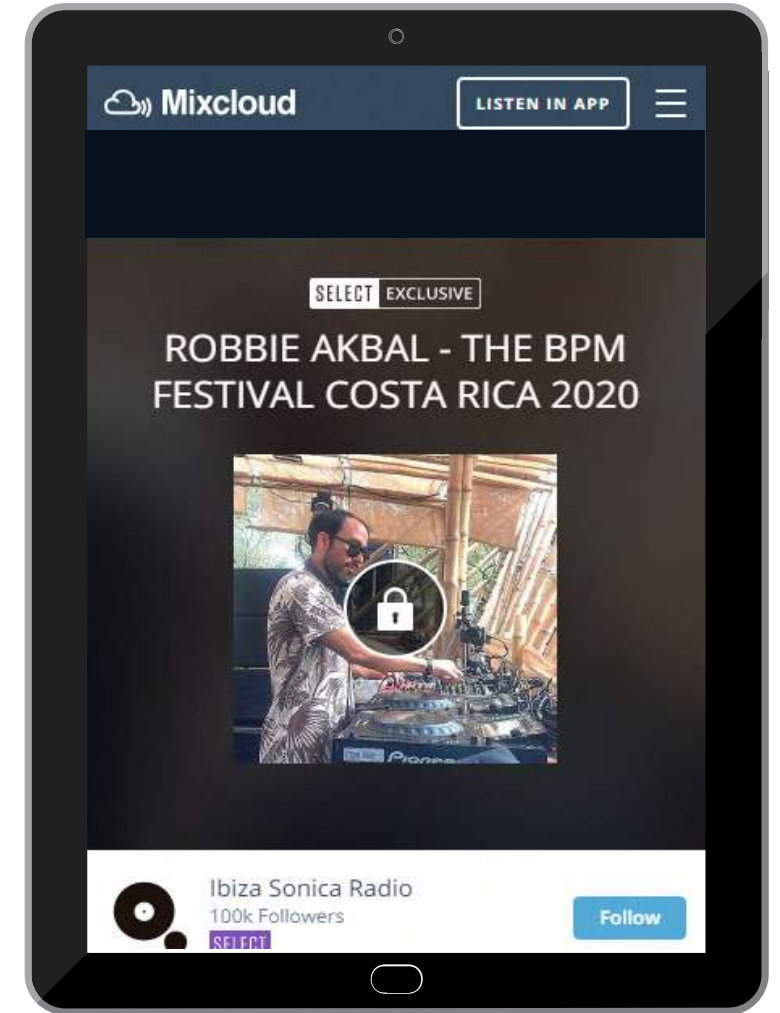 Mixcloud
LISTEN IN APP
SELECT EXCLUSIVE
ROBBIE AKBAL - THE BPM
FESTIVAL COSTA RICA 2020
Pioneer
Ibiza Sonica Radio
100k Followers
Follow
SELECT